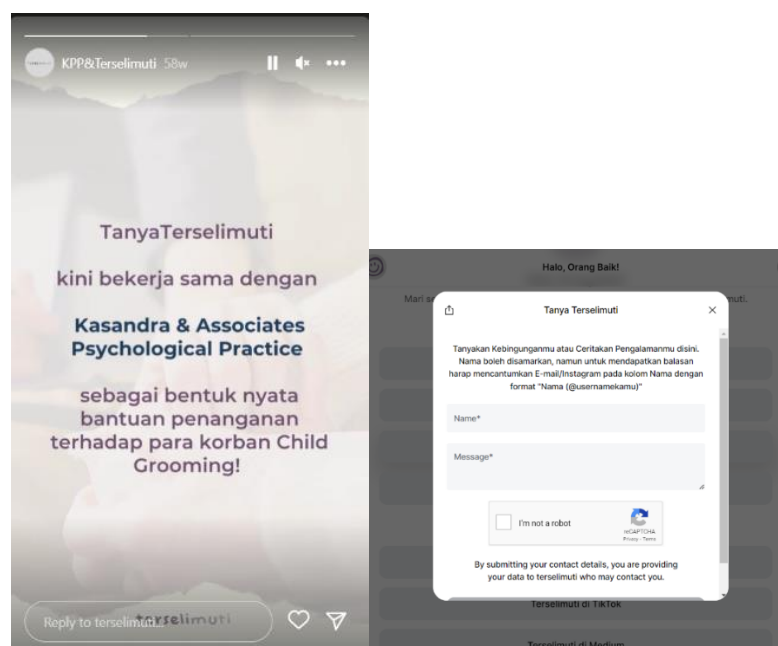 KPP&Terselimuti 58w
TanyaTerselimuti
kini bekerja sama dengan
Kasandra & Associates
Psychological Practice
sebagai bentuk nyata
bantuan penanganan
terhadap para korban Child
Grooming!
Reply to terselimuti...
terselimuti
Halo, Orang Baik!
Mari
muti.
Tanya Terselimuti
Tanyakan Kebingunganmu atau Ceritakan Pengalamanmu disini.
Nama boleh disamarkan, namun untuk mendapatkan balasan
harap mencantumkan E-mail/Instagram pada kolom Nama dengan
format "Nama (@usernamekamu)"
Name*
Message*
I'm not a robot
reCAPTCHA
Privacy - Terms
By submitting your contact details, you are providing
your data to terselimuti who may contact you.
Terselimuti di TikTok
Terselimuti di Medium